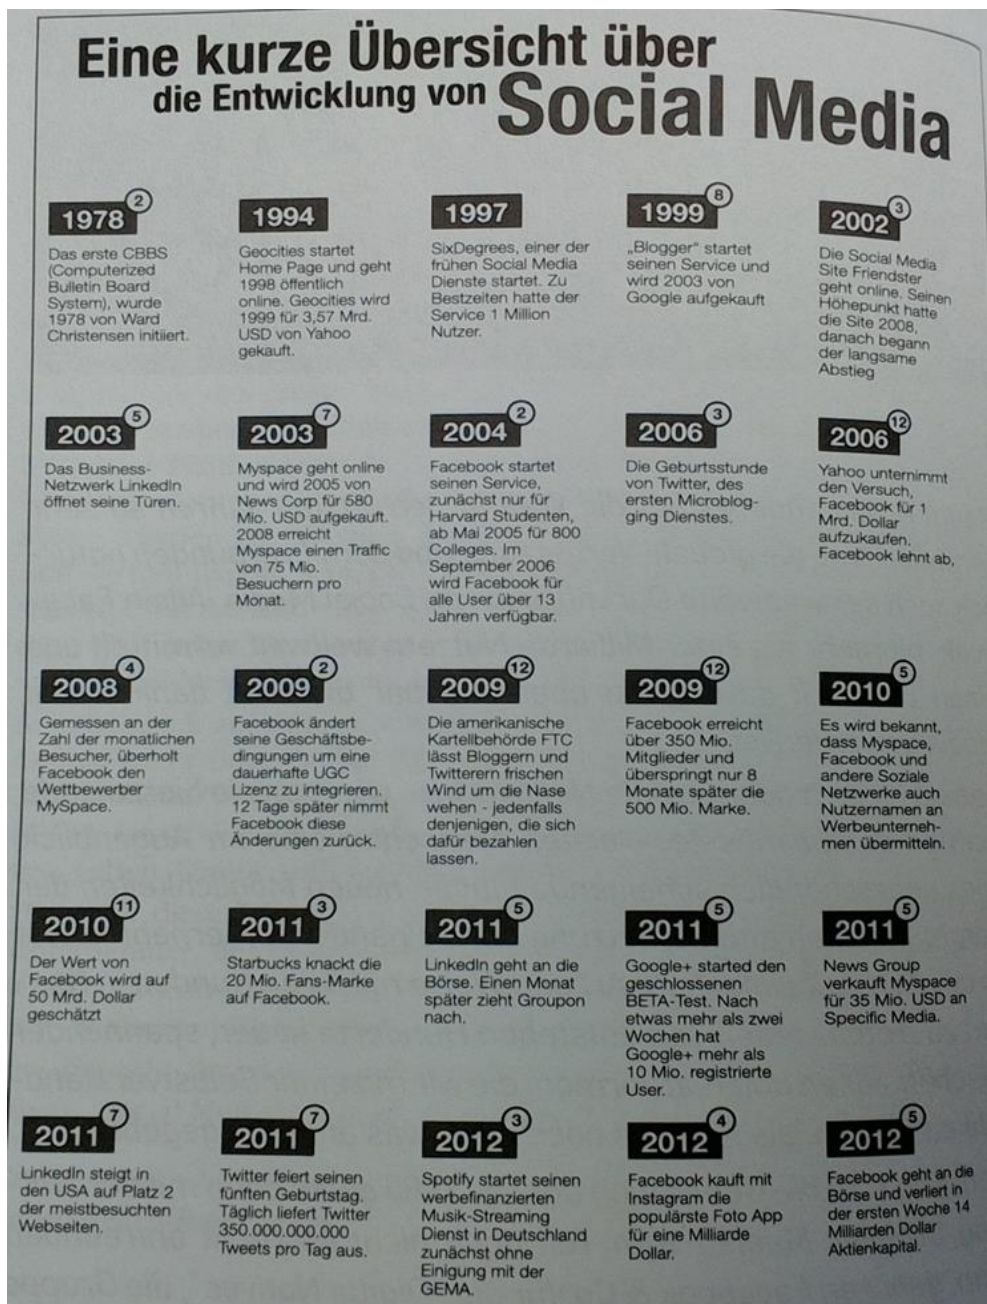 Eine kurze Übersicht über
die Entwicklung von Social Media
1978 2
Das erste CBBS
(Computerized
Bulletin Board
System), wurde
1978 von Ward
Christensen initiiert.
1994
Geocities startet
Home Page und geht
1998 öffentlich
online. Geocities wird
1999 für 3,57 Mrd.
USD von Yahoo
gekauft.
1997
SixDegrees, einer der
frühen Social Media
Dienste startet. Zu
Bestzeiten hatte der
Service 1 Million
Nutzer.
1999 8
„Blogger" startet
seinen Service und
wird 2003 von
Google aufgekauft
2002 3
Die Social Media
Site Friendster
geht online. Seinen
Höhepunkt hatte
die Site 2008,
danach begann
der langsame
Abstieg
2003 5
Das Business-
Netzwerk LinkedIn
öffnet seine Türen.
2003 7
Myspace geht online
und wird 2005 von
News Corp für 580
Mio. USD aufgekauft.
2008 erreicht
Myspace einen Traffic
von 75 Mio.
Besuchern pro
Monat.
2004 2
Facebook startet
seinen Service,
zunächst nur für
Harvard Studenten,
ab Mai 2005 für 800
Colleges. Im
September 2006
wird Facebook für
alle User über 13
Jahren verfügbar.
2006 3
Die Geburtsstunde
von Twitter, des
ersten Microblog-
ging Dienstes.
2006 12
Yahoo unternimmt
den Versuch,
Facebook für 1
Mrd. Dollar
aufzukaufen.
Facebook lehnt ab,
2008 4
Gemessen an der
Zahl der monatlichen
Besucher, überholt
Facebook den
Wettbewerber
MySpace.
2009 2
Facebook ändert
seine Geschäftsbe-
dingungen um eine
dauerhafte UGC
Lizenz zu integrieren.
12 Tage später nimmt
Facebook diese
Änderungen zurück.
2009 12
Die amerikanische
Kartellbehörde FTC
lässt Bloggern und
Twitterern frischen
Wind um die Nase
wehen - jedenfalls
denjenigen, die sich
dafür bezahlen
lassen.
2009 12
Facebook erreicht
über 350 Mio.
Mitglieder und
überspringt nur 8
Monate später die
500 Mio. Marke.
2010 5
Es wird bekannt,
dass Myspace,
Facebook und
andere Soziale
Netzwerke auch
Nutzernamen an
Werbeunterneh-
men übermitteln.
2010 11
Der Wert von
Facebook wird auf
50 Mrd. Dollar
geschätzt
2011 3
Starbucks knackt die
20 Mio. Fans-Marke
auf Facebook.
2011 5
LinkedIn geht an die
Börse. Einen Monat
später zieht Groupon
nach.
2011 5
Google+ started den
geschlossenen
BETA-Test. Nach
etwas mehr als zwei
Wochen hat
Google+ mehr als
10 Mio. registrierte
User.
2011 5
News Group
verkauft Myspace
für 35 Mio. USD an
Specific Media.
2011 7
LinkedIn steigt in
den USA auf Platz 2
der meistbesuchten
Webseiten.
2011 7
Twitter feiert seinen
fünften Geburtstag.
Täglich liefert Twitter
350.000.000.000
Tweets pro Tag aus.
2012 3
Spotify startet seinen
werbefinanzierten
Musik-Streaming
Dienst in Deutschland
zunächst ohne
Einigung mit der
GEMA.
2012 4
Facebook kauft mit
Instagram die
populärste Foto App
für eine Milliarde
Dollar.
2012 5
Facebook geht an die
Börse und verliert in
der ersten Woche 14
Milliarden Dollar
Aktienkapital.